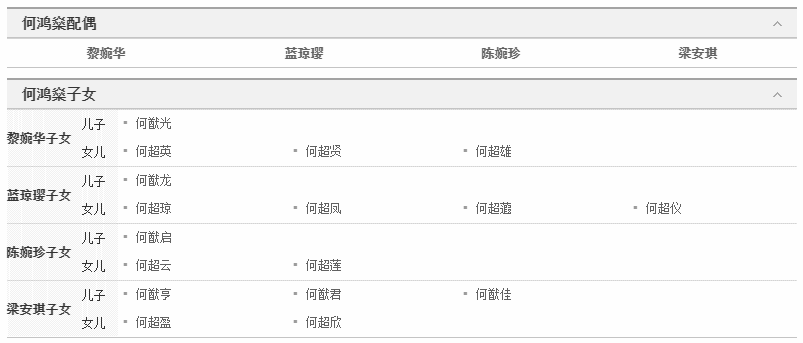 何鸿燊配偶
黎婉华 蓝琼璎 陈婉珍 梁安琪
何鸿燊子女
黎婉华子女
儿子 何猷光
女儿 何超英 何超贤 何超雄
蓝琼璎子女
儿子 何猷龙
女儿 何超琼 何超凤 何超蕸 何超仪
陈婉珍子女
儿子 何猷启
女儿 何超云 何超莲
梁安琪子女
儿子 何猷亨 何猷君 何猷佳
女儿 何超盈 何超欣